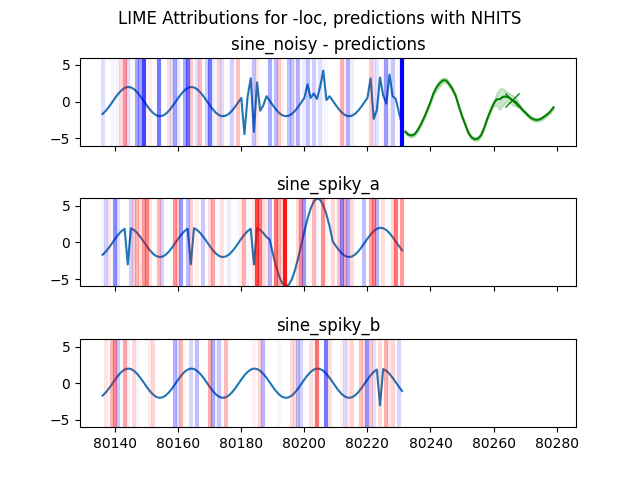 LIME Attributions for -loc, predictions with NHITS
sine_noisy - predictions
5
0
−5
sine_spiky_a
5
0
−5
sine_spiky_b
5
0
−5
80140 80160 80180 80200 80220 80240 80260 80280